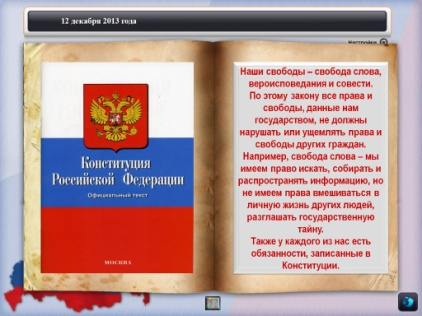 12 декабря 2013 года
Настройки
Конституция
Российской Федерации
Официальный текст
МОСКВА
Наши свободы – свобода слова,
вероисповедания и совести.
По этому закону все права и
свободы, данные нам
государством, не должны
нарушать или ущемлять права и
свободы других граждан.
Например, свобода слова – мы
имеем право искать, собирать и
распространять информацию, но
не имеем права вмешиваться в
личную жизнь других людей,
разглашать государственную
тайну.
Также у каждого из нас есть
обязанности, записанные в
Конституции.